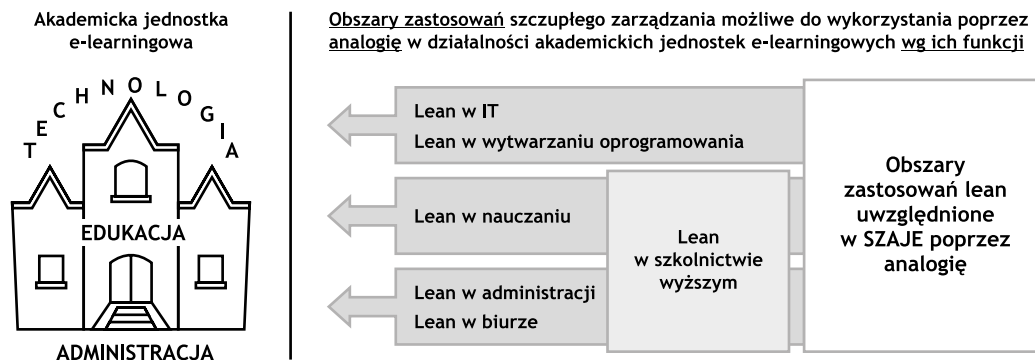 Akademicka jednostka
e-learningowa
TECHNOLOGIA
EDUKACJA
ADMINISTRACJA
Obszary zastosowań szczupłego zarządzania możliwe do wykorzystania poprzez
analogię w działalności akademickich jednostek e-learningowych wg ich funkcji
Lean w IT
Lean w wytwarzaniu oprogramowania
Lean w nauczaniu
Lean w administracji
Lean w biurze
Lean
w szkolnictwie
wyższym
Obszary
zastosowań lean
uwzględnione
w SZAJE poprzez
analogię